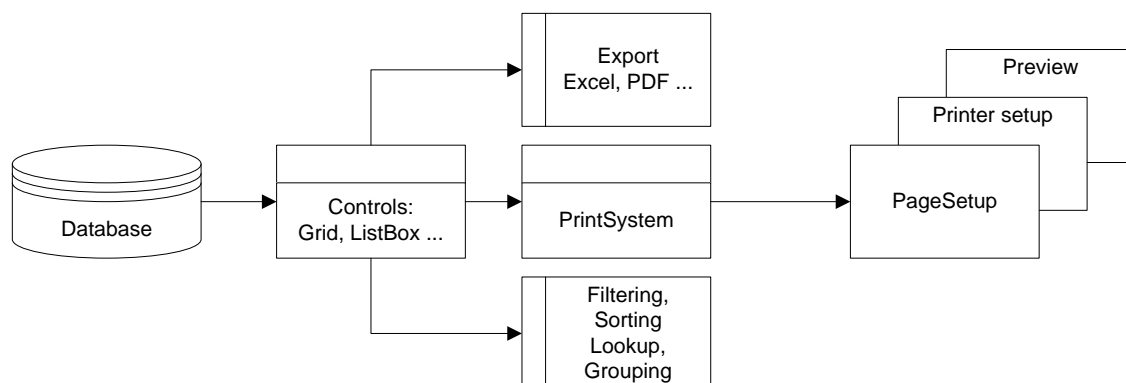 Database
Controls:
Grid, ListBox ...
Export
Excel, PDF ...
PrintSystem
Filtering,
Sorting
Lookup,
Grouping
Preview
Printer setup
PageSetup